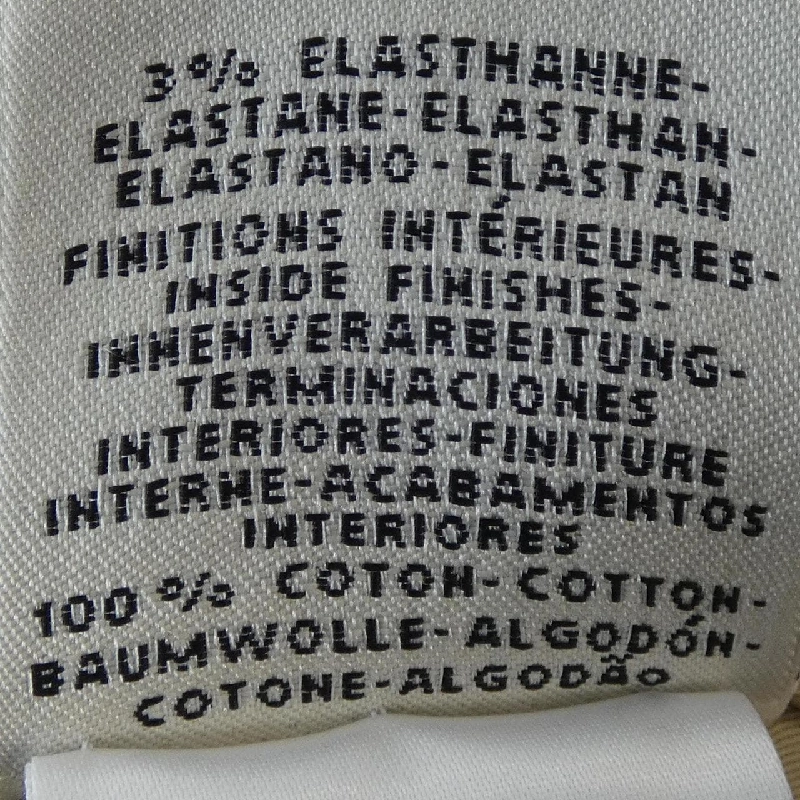 3% ELASTHANNE-
ELASTANE-ELASTHAN-
ELASTANO-ELASTAN
FINITIONS INTÉRIEURES-
INSIDE FINISHES-
INNENVERARBEITUNG-
TERMINACIONES
INTERIORES-FINITURE
INTERNE-ACABAMENTOS
INTERIORES
100% COTON-COTTON-
BAUMWOLLE-ALGODÓN-
COTONE-ALGODÃO